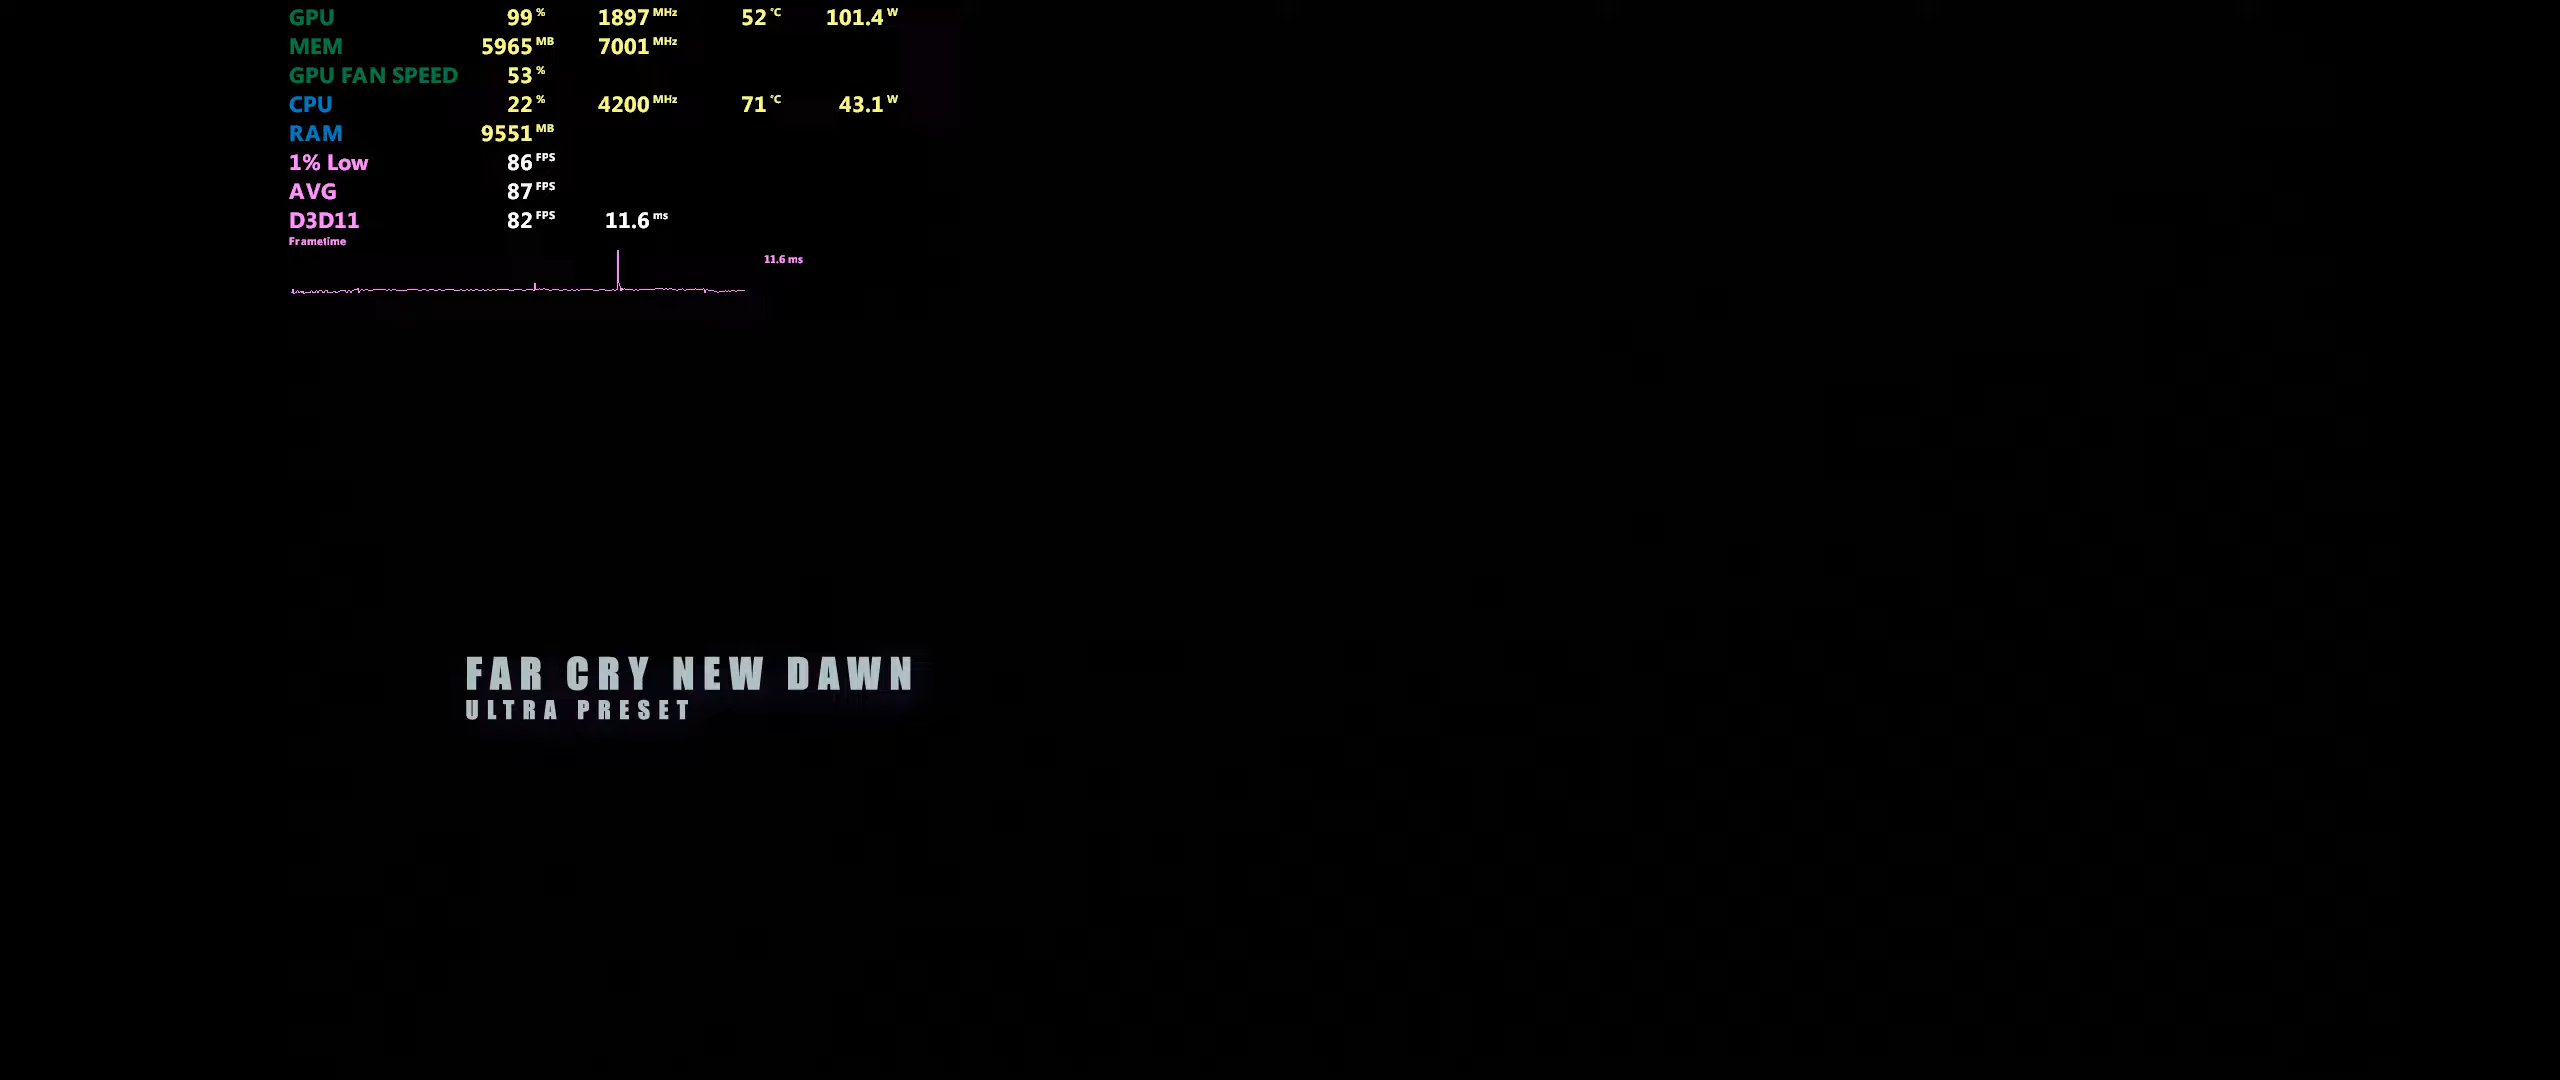 GPU 99 % 1897 MHz 52 °C 101.4 W
MEM 5965 MB 7001 MHz
GPU FAN SPEED 53 %
CPU 22 % 4200 MHz 71 °C 43.1 W
RAM 9551 MB
1% Low 86 FPS
AVG 87 FPS
D3D11 82 FPS 11.6 ms
Frametime
11.6 ms
FAR CRY NEW DAWN
ULTRA PRESET